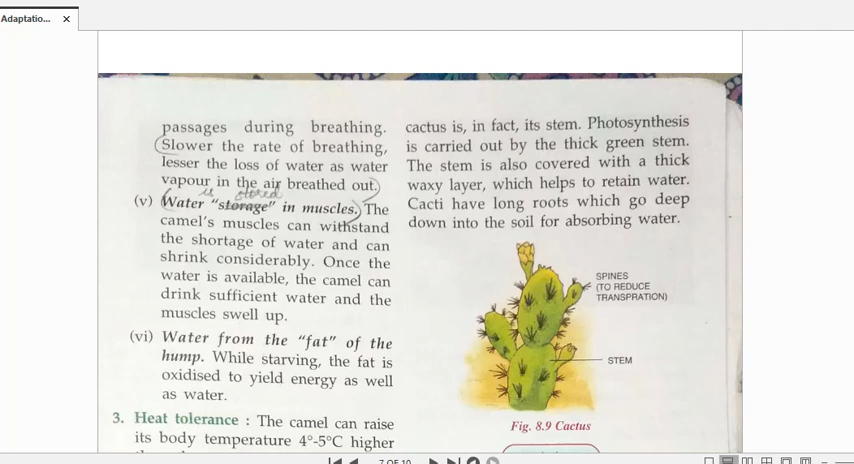 Adaptatio... ×
passages during breathing.
Slower the rate of breathing,
lesser the loss of water as water
vapour in the air breathed out.
is stored
(v) Water "storage" in muscles. The
camel's muscles can withstand
the shortage of water and can
shrink considerably. Once the
water is available, the camel can
drink sufficient water and the
muscles swell up.
(vi) Water from the "fat" of the
hump. While starving, the fat is
oxidised to yield energy as well
as water.
3. Heat tolerance : The camel can raise
its body temperature 4°-5°C higher
cactus is, in fact, its stem. Photosynthesis
is carried out by the thick green stem.
The stem is also covered with a thick
waxy layer, which helps to retain water.
Cacti have long roots which go deep
down into the soil for absorbing water.
SPINES
(TO REDUCE
TRANSPRATION)
STEM
Fig. 8.9 Cactus
7 OF 10